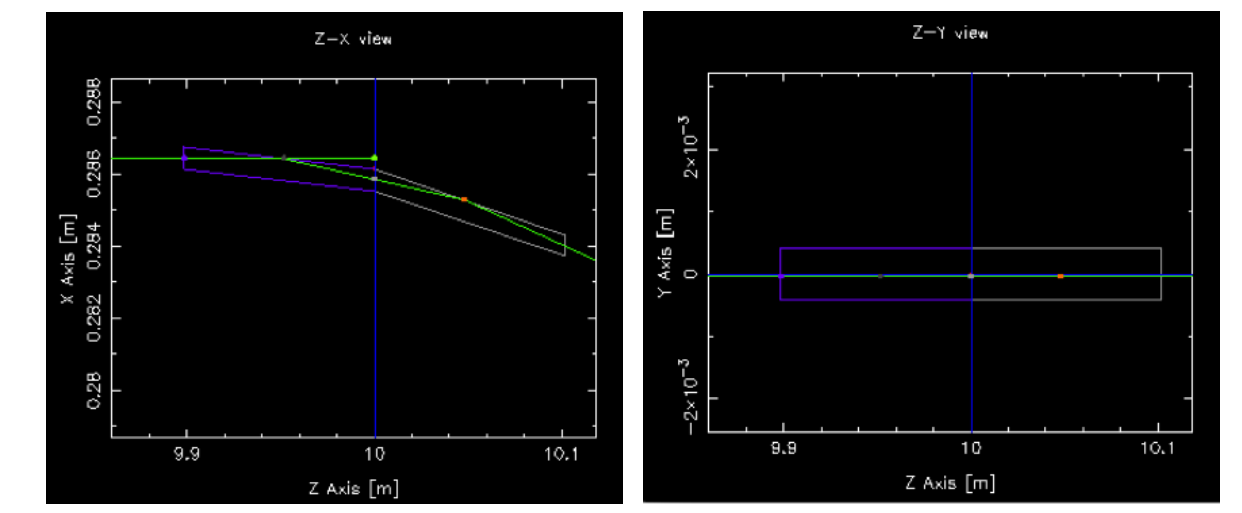 Z-X view
0.288
0.286
0.284
0.282
0.28
X Axis [m]
9.9
10
10.1
Z Axis [m]
Z-Y view
2×10⁻³
0
-2×10⁻³
Y Axis [m]
9.9
10
10.1
Z Axis [m]